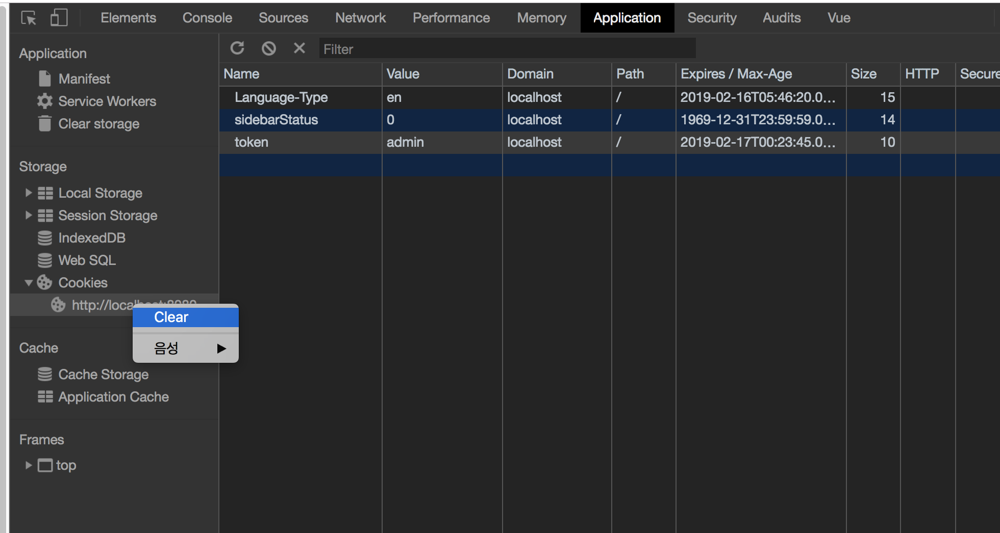 Elements Console Sources Network Performance Memory Application Security Audits Vue
Application
Manifest
Service Workers
Clear storage
Storage
Local Storage
Session Storage
IndexedDB
Web SQL
Cookies
http://localhost:8080
Clear
음성
Cache
Cache Storage
Application Cache
Frames
top
Filter
Name Value Domain Path Expires / Max-Age Size HTTP Secure
Language-Type en localhost / 2019-02-16T05:46:20.0... 15
sidebarStatus 0 localhost / 1969-12-31T23:59:59.0... 14
token admin localhost / 2019-02-17T00:23:45.0... 10